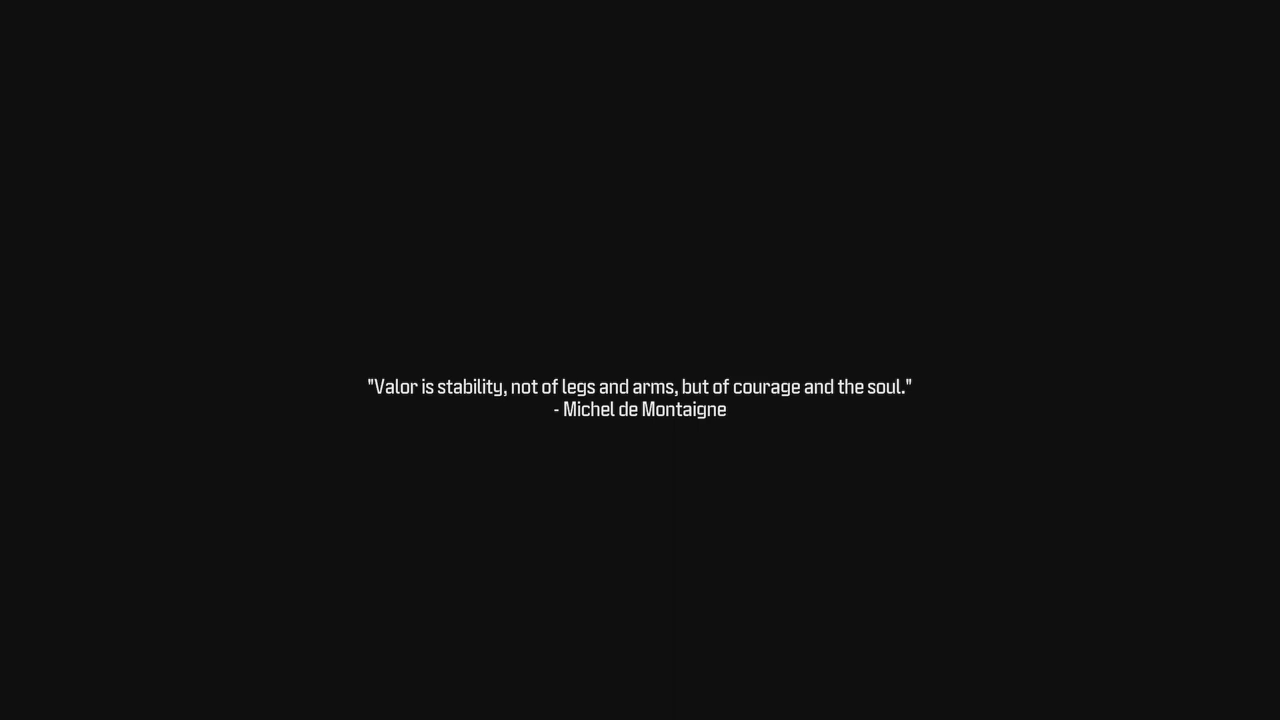 "Valor is stability, not of legs and arms, but of courage and the soul."
- Michel de Montaigne